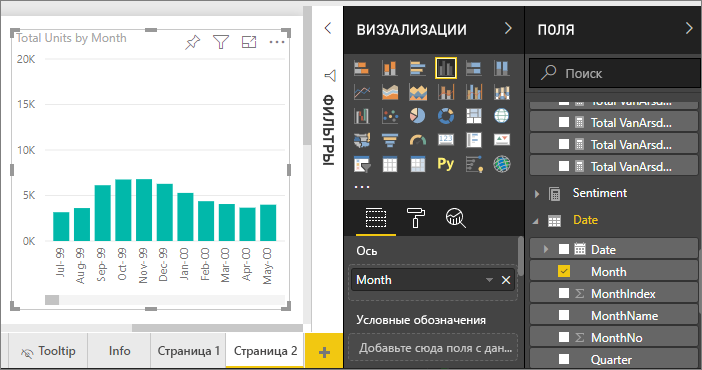 Total Units by Month
20K
15K
10K
5K
0K
Jul-99
Aug-99
Sep-99
Oct-99
Nov-99
Dec-99
Jan-00
Feb-00
Mar-00
Apr-00
May-00
Tooltip
Info
Страница 1
Страница 2
ФИЛЬТРЫ
ВИЗУАЛИЗАЦИИ
Py
Ось
Month
Условные обозначения
Добавьте сюда поля с дан...
ПОЛЯ
Поиск
Total VanArsd...
Total VanArsd...
Total VanArsd...
Total VanArsd...
Sentiment
Date
Date
Month
MonthIndex
MonthName
MonthNo
Quarter